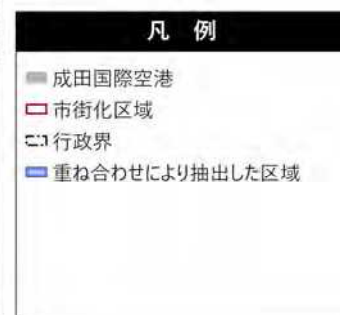 凡 例
成田国際空港
市街化区域
行政界
重ね合わせにより抽出した区域